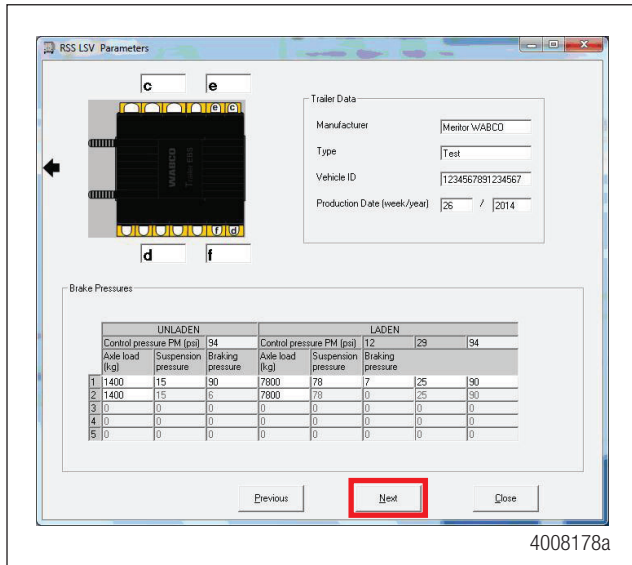 RSS LSV Parameters
c e
e c
WABCO
Trailer EBS
f d
d f
Trailer Data
Manufacturer Meritor WABCO
Type Test
Vehicle ID 1234567891234567
Production Date (week/year) 26 / 2014
Brake Pressures
UNLADEN LADEN
Control pressure PM (psi) 94 Control pressure PM (psi) 12 29 94
Axle load (kg) Suspension pressure Braking pressure Axle load (kg) Suspension pressure Braking pressure
1 1400 15 90 7800 78 7 25 90
2 1400 15 6 7800 78 0 25 90
3 0 0 0 0 0 0 0 0
4 0 0 0 0 0 0 0 0
5 0 0 0 0 0 0 0 0
Previous Next Close
4008178a